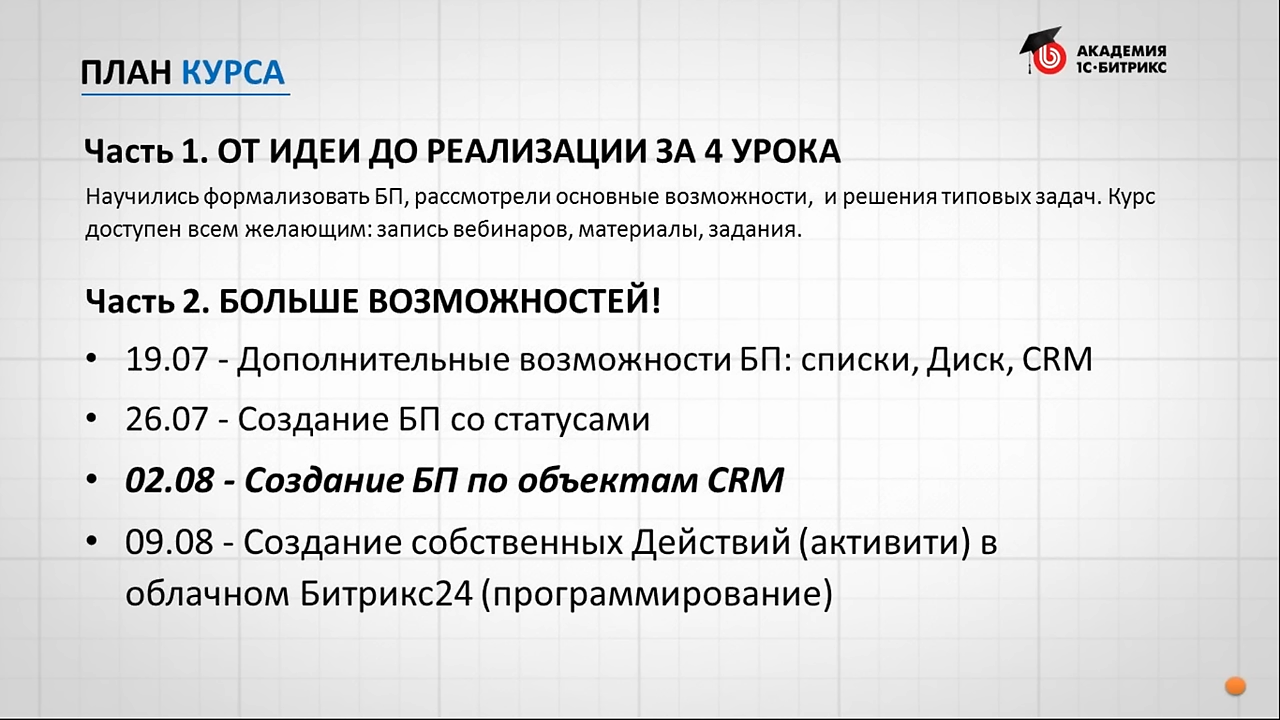 ПЛАН КУРСА
АКАДЕМИЯ
1С·БИТРИКС
Часть 1. ОТ ИДЕИ ДО РЕАЛИЗАЦИИ ЗА 4 УРОКА
Научились формализовать БП, рассмотрели основные возможности, и решения типовых задач. Курс
доступен всем желающим: запись вебинаров, материалы, задания.
Часть 2. БОЛЬШЕ ВОЗМОЖНОСТЕЙ!
• 19.07 - Дополнительные возможности БП: списки, Диск, CRM
• 26.07 - Создание БП со статусами
• 02.08 - Создание БП по объектам CRM
• 09.08 - Создание собственных Действий (активити) в
облачном Битрикс24 (программирование)